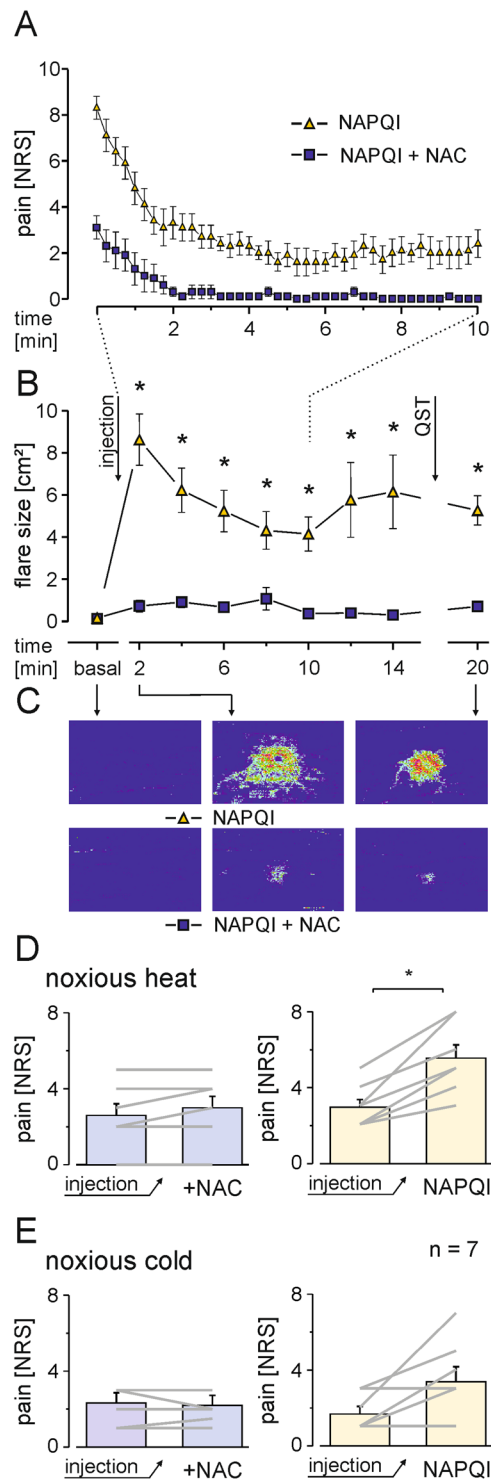 A
10
8
6
4
2
0
pain [NRS]
NAPQI
NAPQI + NAC
time
[min]
2 4 6 8 10
B
10
8
6
4
2
0
flare size [cm²]
injection
QST
* * * * * * * *
time
[min]
basal 2 6 10 14 20
C
NAPQI
NAPQI + NAC
D
noxious heat
*
8
4
0
pain [NRS]
injection +NAC
8
4
0
pain [NRS]
injection NAPQI
E
noxious cold
n = 7
8
4
0
pain [NRS]
injection +NAC
8
4
0
pain [NRS]
injection NAPQI